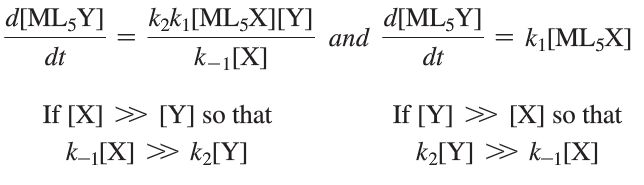 d[ML₅Y]/dt = k₂k₁[ML₅X][Y]/k₋₁[X] and d[ML₅Y]/dt = k₁[ML₅X]
If [X] >> [Y] so that If [Y] >> [X] so that
k₋₁[X] >> k₂[Y] k₂[Y] >> k₋₁[X]